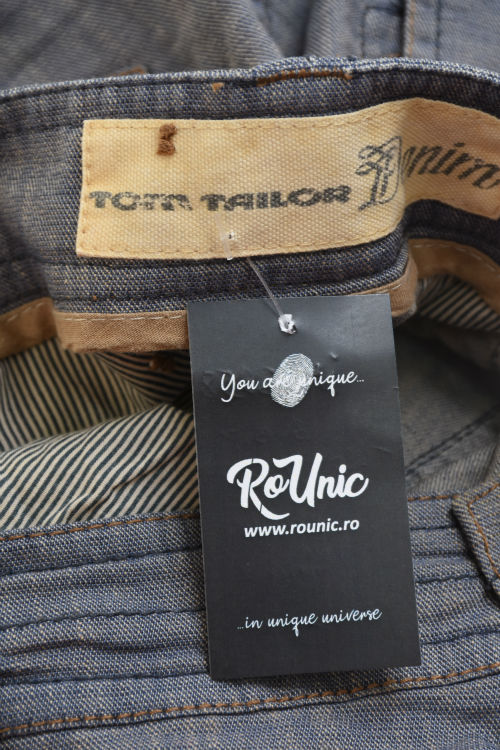 TOM TAILOR Denim
You are unique...
RoUnic
www.rounic.ro
...in unique universe